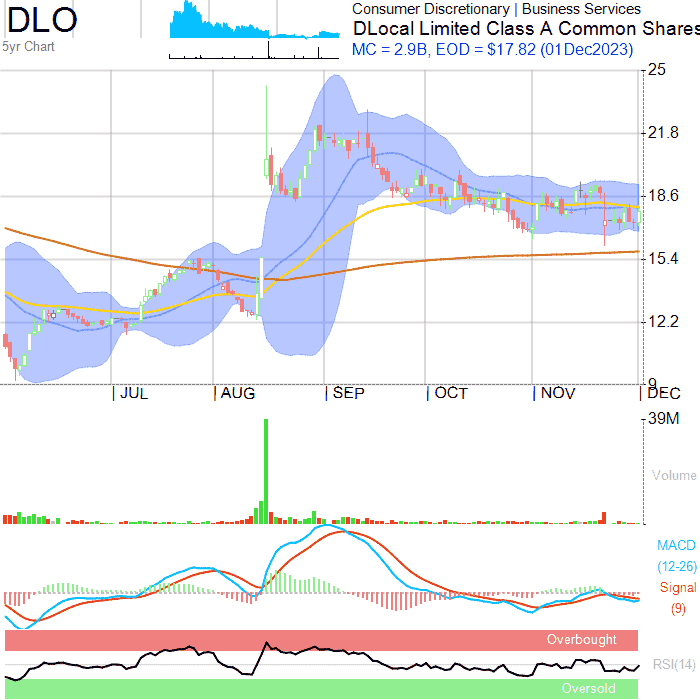 DLO
5yr Chart
Consumer Discretionary | Business Services
DLocal Limited Class A Common Shares
MC = 2.9B, EOD = $17.82 (01Dec2023)
25
21.8
18.6
15.4
12.2
9
JUL
AUG
SEP
OCT
NOV
DEC
39M
Volume
MACD
(12-26)
Signal
(9)
Overbought
RSI(14)
Oversold